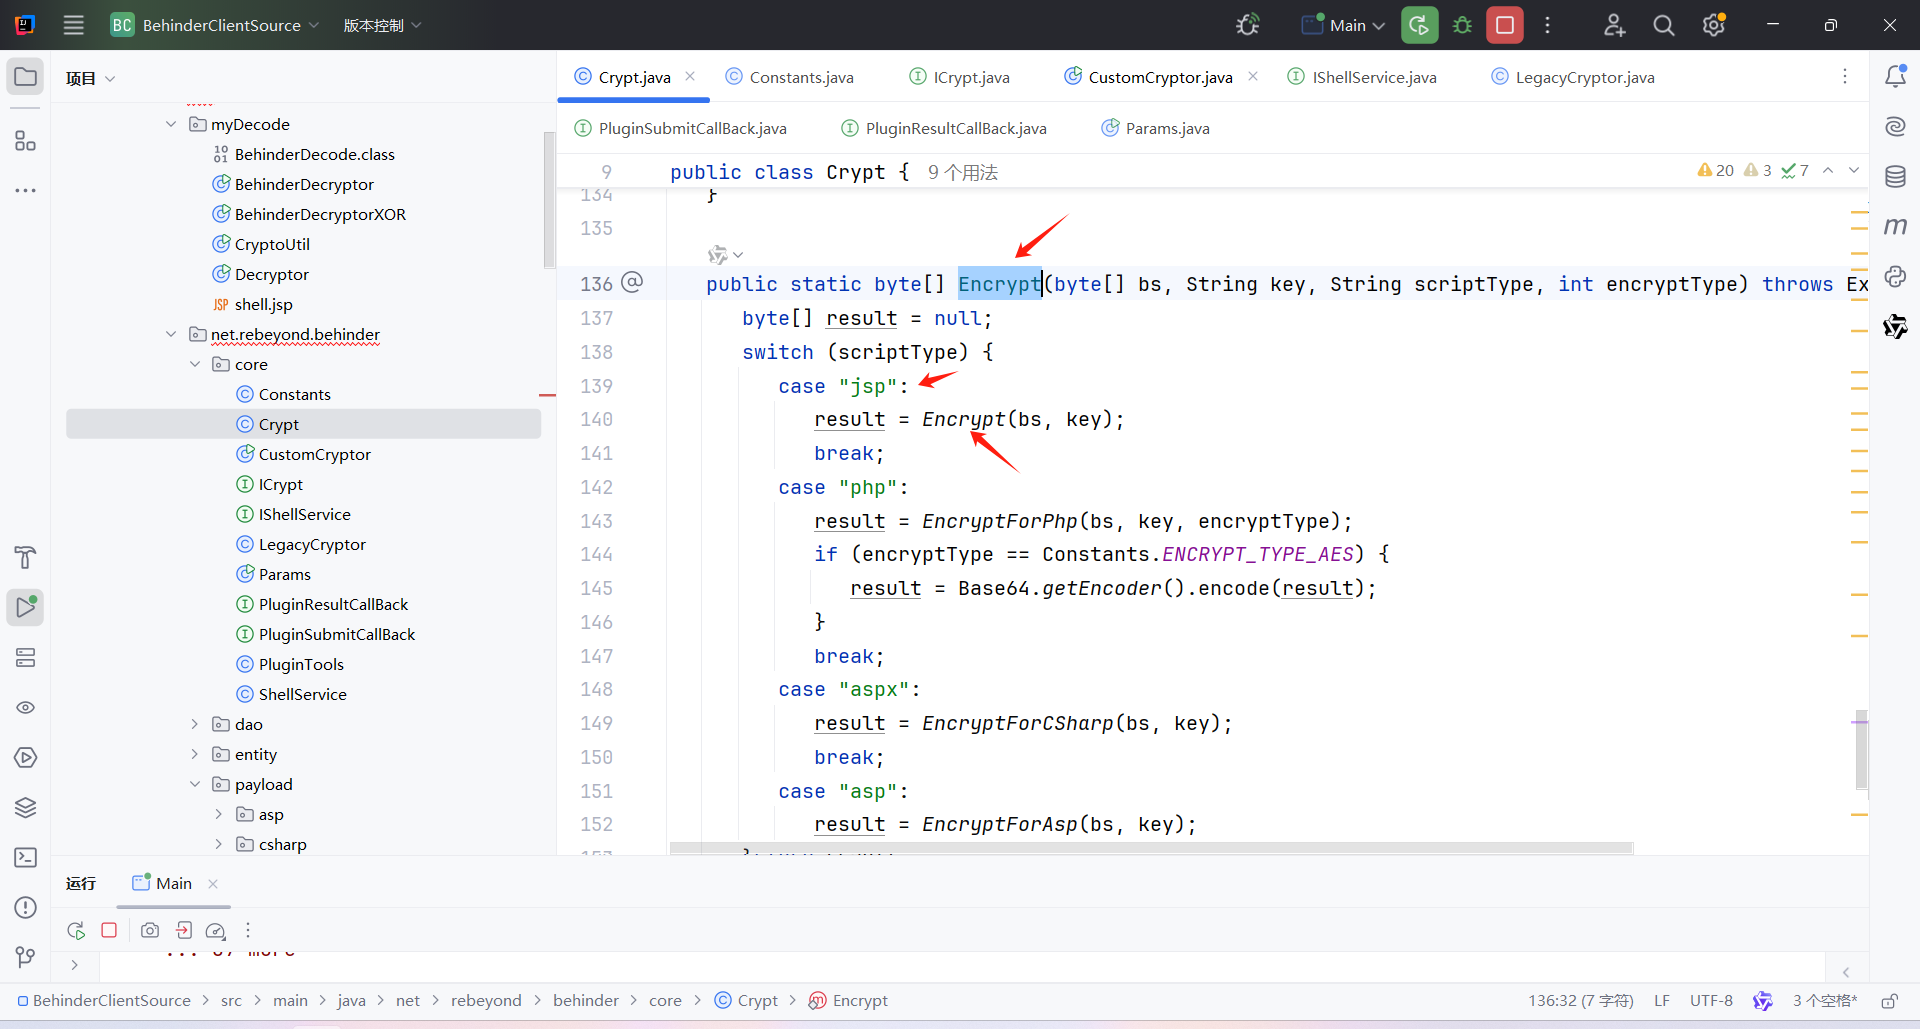 BC BehinderClientSource 版本控制 Main
项目
Crypt.java Constants.java ICrypt.java CustomCryptor.java IShellService.java LegacyCryptor.java
PluginSubmitCallBack.java PluginResultCallBack.java Params.java
myDecode
BehinderDecode.class
BehinderDecryptor
BehinderDecryptorXOR
CryptoUtil
Decryptor
JSP shell.jsp
net.rebeyond.behinder
core
Constants
Crypt
CustomCryptor
ICrypt
IShellService
LegacyCryptor
Params
PluginResultCallBack
PluginSubmitCallBack
PluginTools
ShellService
dao
entity
payload
asp
csharp
9 public class Crypt { 9 个用法
20 3 7
134 }
135
136 public static byte[] Encrypt(byte[] bs, String key, String scriptType, int encryptType) throws Ex
137 byte[] result = null;
138 switch (scriptType) {
139 case "jsp":
140 result = Encrypt(bs, key);
141 break;
142 case "php":
143 result = EncryptForPhp(bs, key, encryptType);
144 if (encryptType == Constants.ENCRYPT_TYPE_AES) {
145 result = Base64.getEncoder().encode(result);
146 }
147 break;
148 case "aspx":
149 result = EncryptForCSharp(bs, key);
150 break;
151 case "asp":
152 result = EncryptForAsp(bs, key);
运行 Main
BehinderClientSource > src > main > java > net > rebeyond > behinder > core > Crypt > Encrypt
136:32 (7 字符) LF UTF-8 3 个空格*